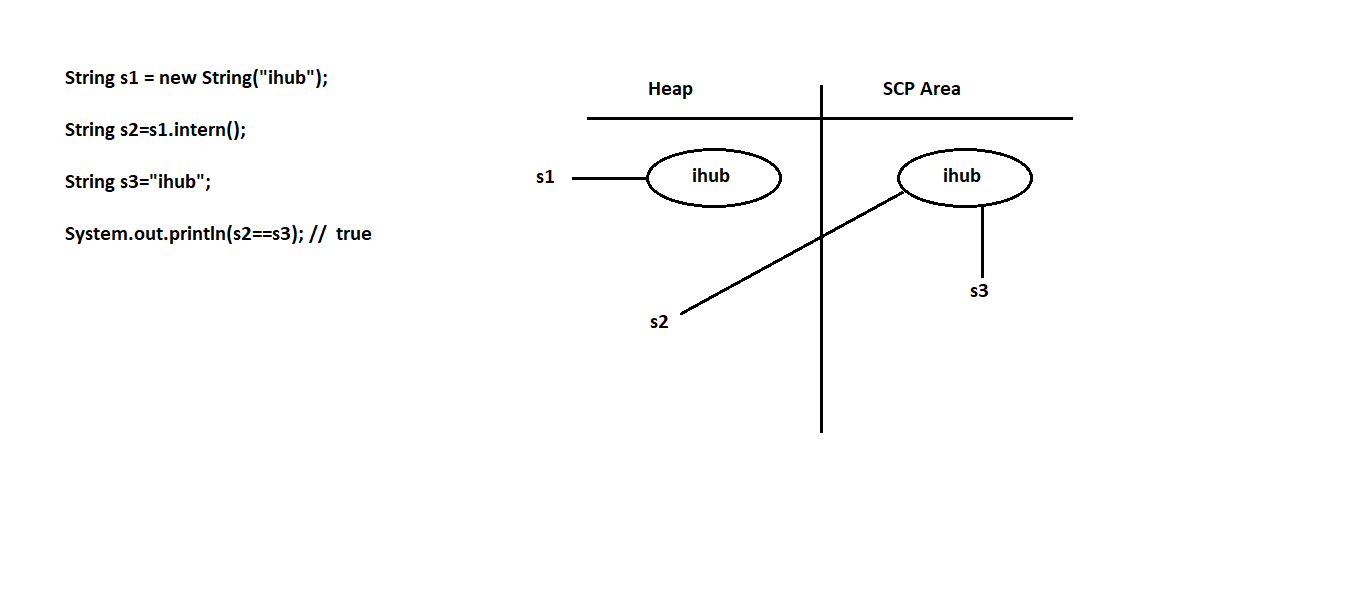 String s1 = new String("ihub");
String s2=s1.intern();
String s3="ihub";
System.out.println(s2==s3); //  true
Heap
SCP Area
s1
ihub
ihub
s2
s3